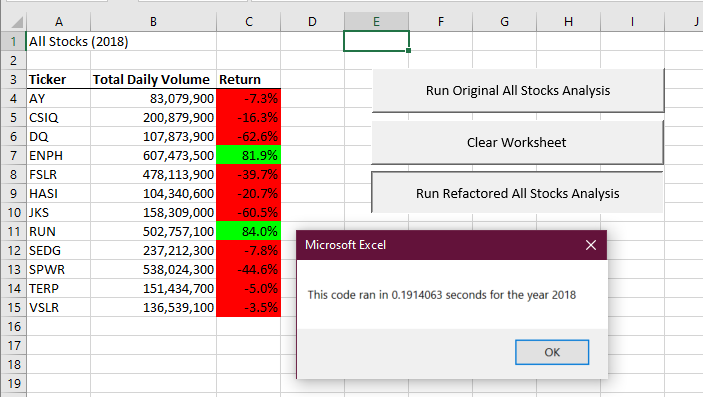 A B C D E F G H I J
1 All Stocks (2018)
2
3 Ticker Total Daily Volume Return
4 AY 83,079,900 -7.3%
Run Original All Stocks Analysis
5 CSIQ 200,879,900 -16.3%
6 DQ 107,873,900 -62.6%
Clear Worksheet
7 ENPH 607,473,500 81.9%
8 FSLR 478,113,900 -39.7%
9 HASI 104,340,600 -20.7%
Run Refactored All Stocks Analysis
10 JKS 158,309,000 -60.5%
11 RUN 502,757,100 84.0%
12 SEDG 237,212,300 -7.8%
13 SPWR 538,024,300 -44.6%
14 TERP 151,434,700 -5.0%
15 VSLR 136,539,100 -3.5%
16
17
18
19
Microsoft Excel
This code ran in 0.1914063 seconds for the year 2018
OK